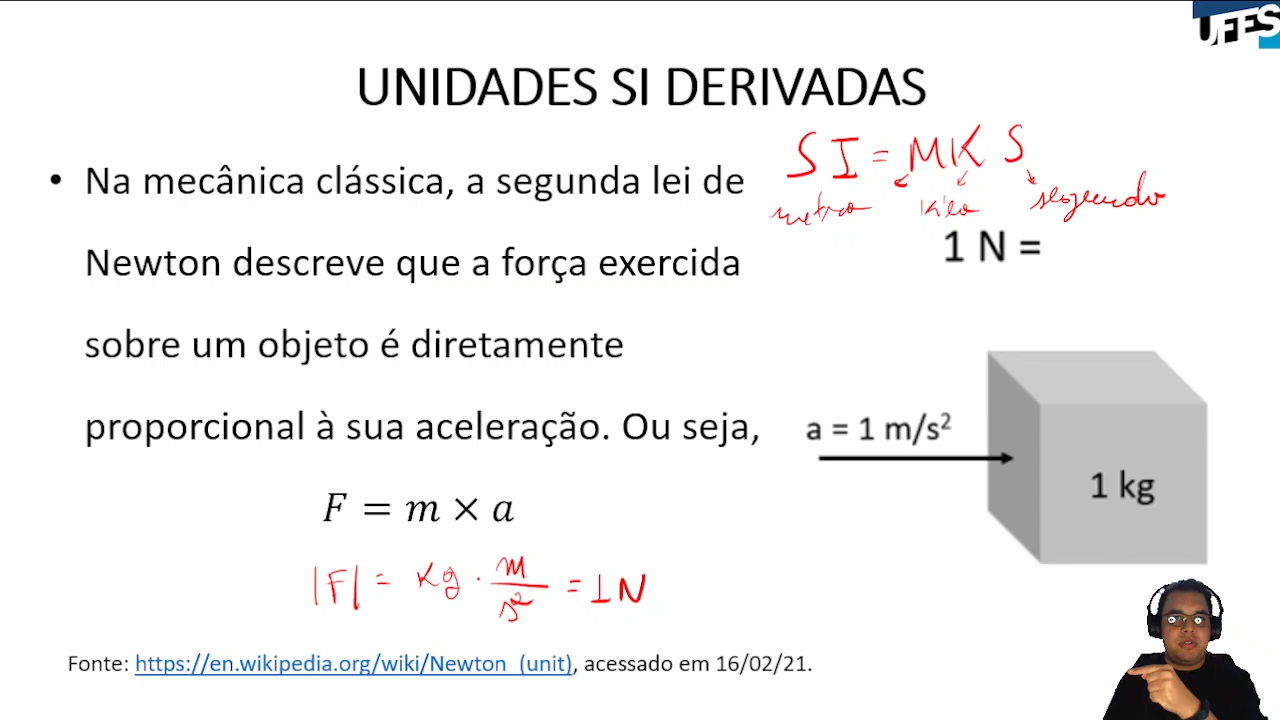 UFES
UNIDADES SI DERIVADAS
SI = MKS
metro kilo segundo
• Na mecânica clássica, a segunda lei de
Newton descreve que a força exercida
sobre um objeto é diretamente
proporcional à sua aceleração. Ou seja,
F = m × a
|F| = kg · m/s² = 1N
1 N =
a = 1 m/s²
1 kg
Fonte: https://en.wikipedia.org/wiki/Newton_(unit), acessado em 16/02/21.